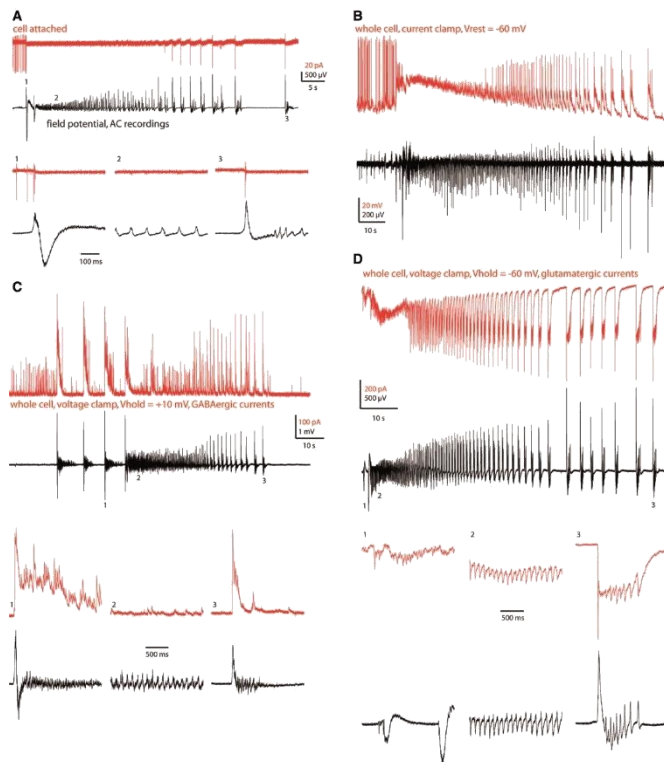 A
cell attached
20 pA
500 µV
5 s
1
2
3
field potential, AC recordings
1
2
3
100 ms
B
whole cell, current clamp, Vrest = -60 mV
20 mV
200 µV
10 s
C
whole cell, voltage clamp, Vhold = +10 mV, GABAergic currents
100 pA
1 mV
10 s
2
3
1
1
2
3
500 ms
D
whole cell, voltage clamp, Vhold = -60 mV, glutamatergic currents
200 pA
500 µV
10 s
2
1
3
1
2
3
500 ms